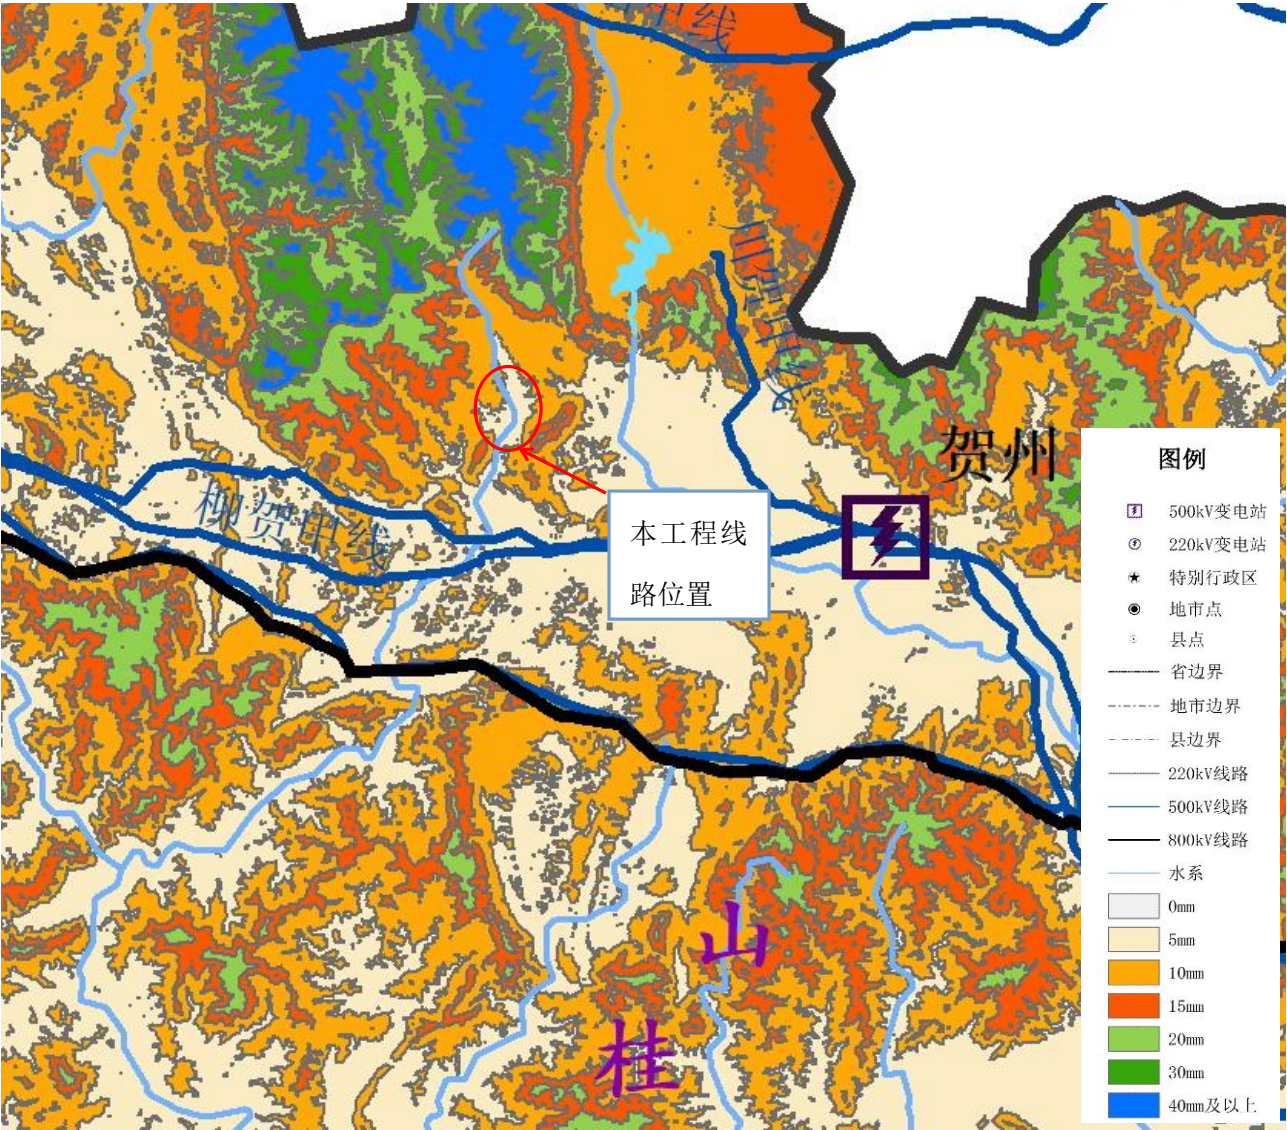 甲线
贺州
柳贺甲线
本工程线
路位置
山
桂
图例
500kV变电站
220kV变电站
特别行政区
地市点
县点
省边界
地市边界
县边界
220kV线路
500kV线路
800kV线路
水系
0mm
5mm
10mm
15mm
20mm
30mm
40mm及以上